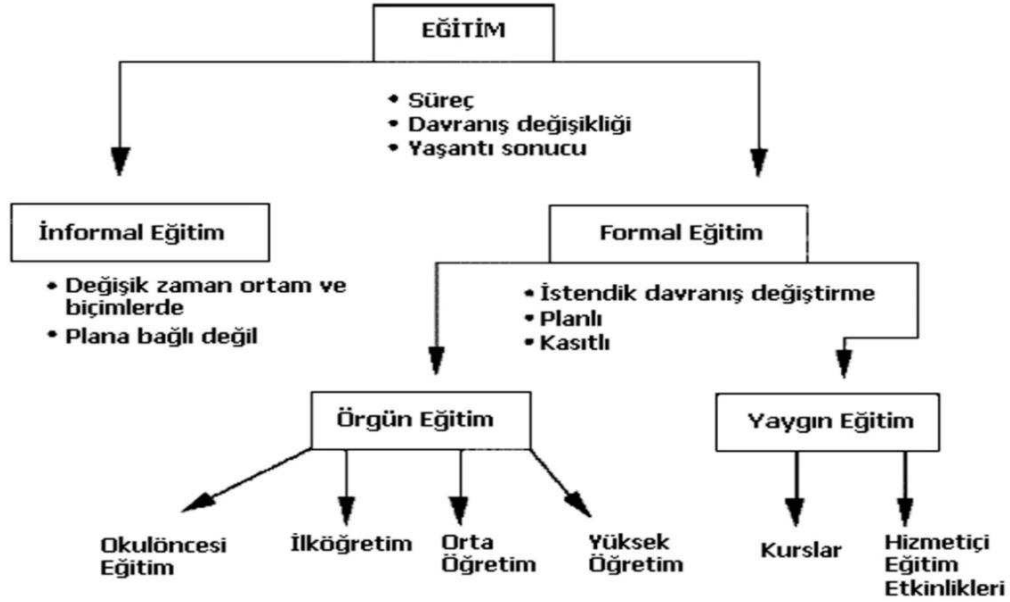 EĞİTİM
• Süreç
• Davranış değişikliği
• Yaşantı sonucu
İnformal Eğitim
Formal Eğitim
• Değişik zaman ortam ve
biçimlerde
• Plana bağlı değil
• İstendik davranış değiştirme
• Planlı
• Kasıtlı
Örgün Eğitim
Yaygın Eğitim
Okulöncesi
Eğitim
İlköğretim
Orta
Öğretim
Yüksek
Öğretim
Kurslar
Hizmetiçi
Eğitim
Etkinlikleri